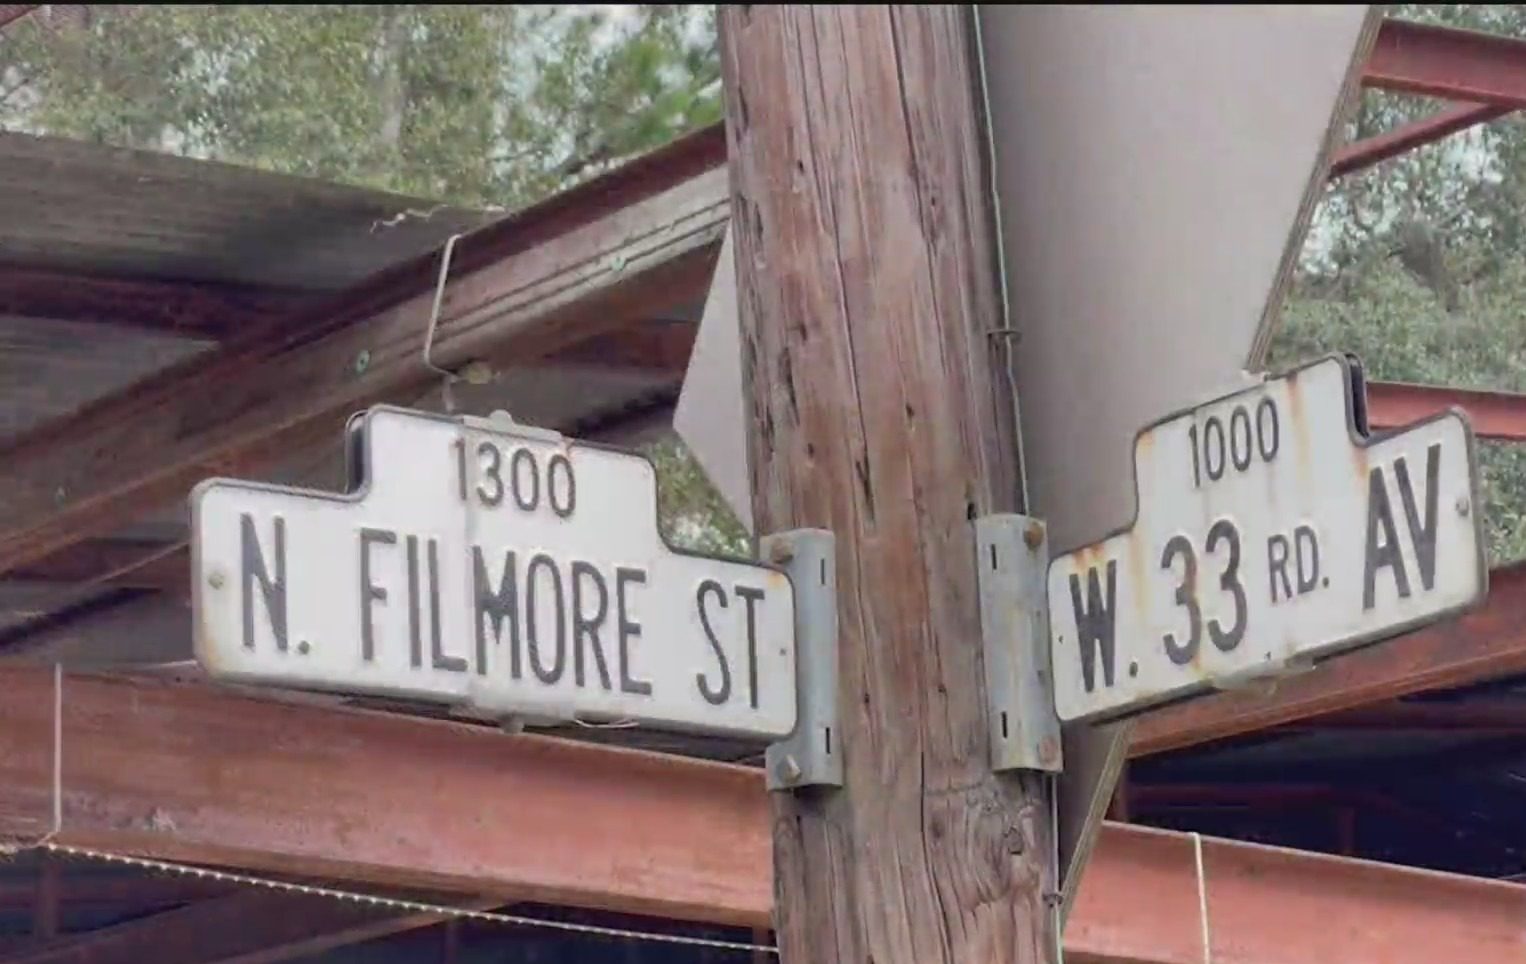 1300
N. FILMORE ST
1000
W. 33 RD. AV